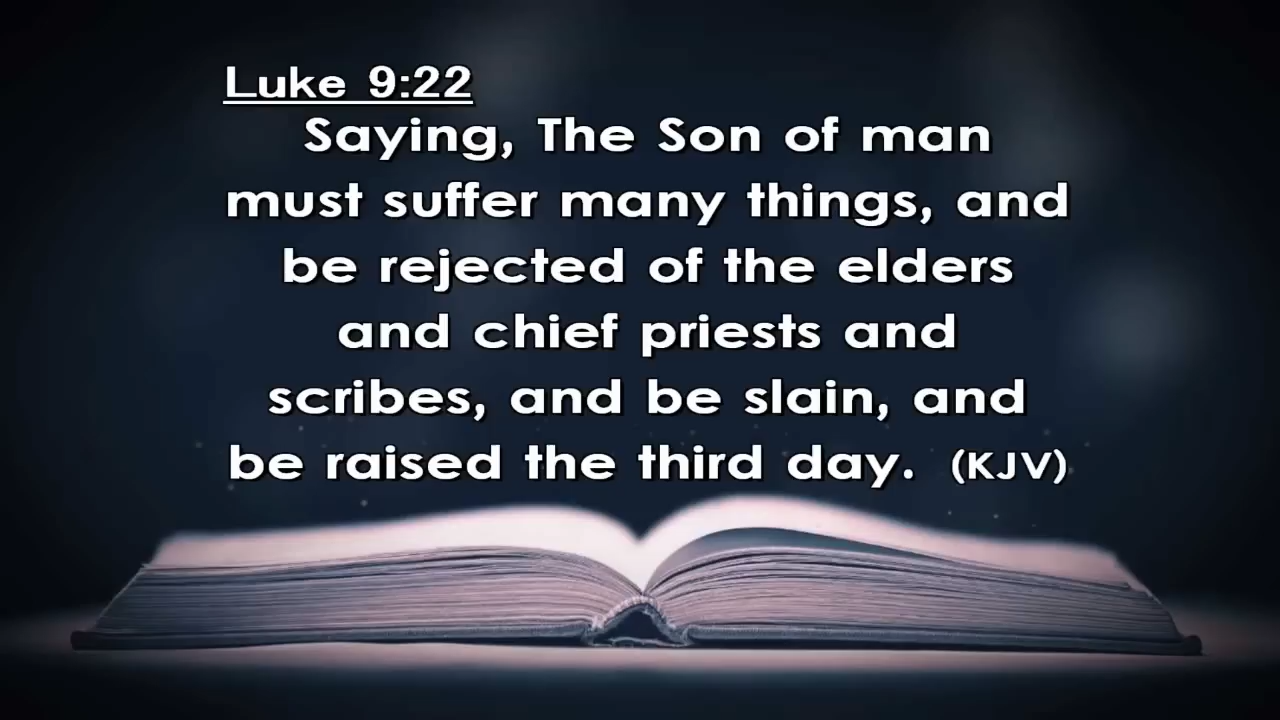 Luke 9:22
Saying, The Son of man
must suffer many things, and
be rejected of the elders
and chief priests and
scribes, and be slain, and
be raised the third day. (KJV)